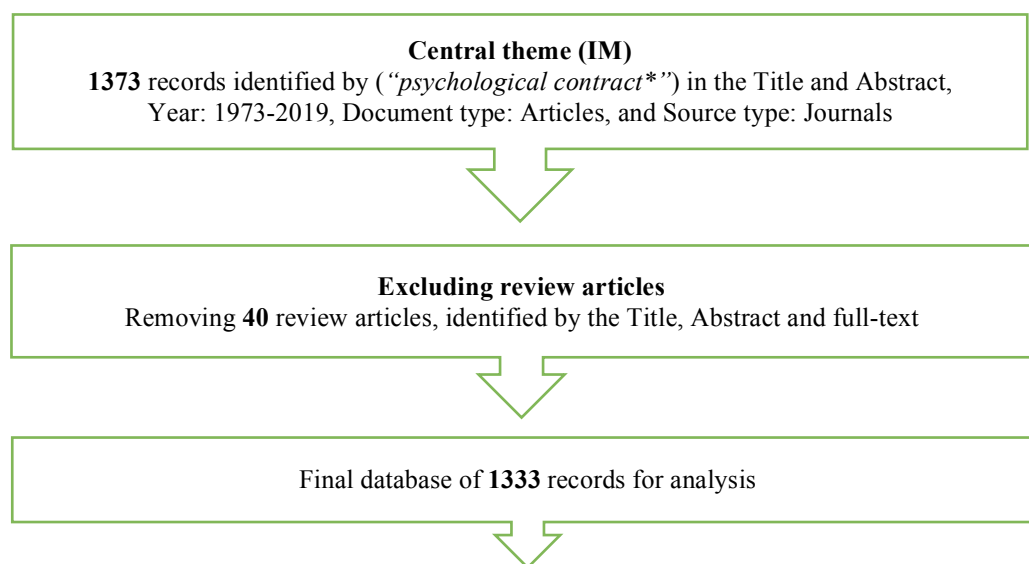 Central theme (IM)
1373 records identified by (“psychological contract*”) in the Title and Abstract,
Year: 1973-2019, Document type: Articles, and Source type: Journals
Excluding review articles
Removing 40 review articles, identified by the Title, Abstract and full-text
Final database of 1333 records for analysis